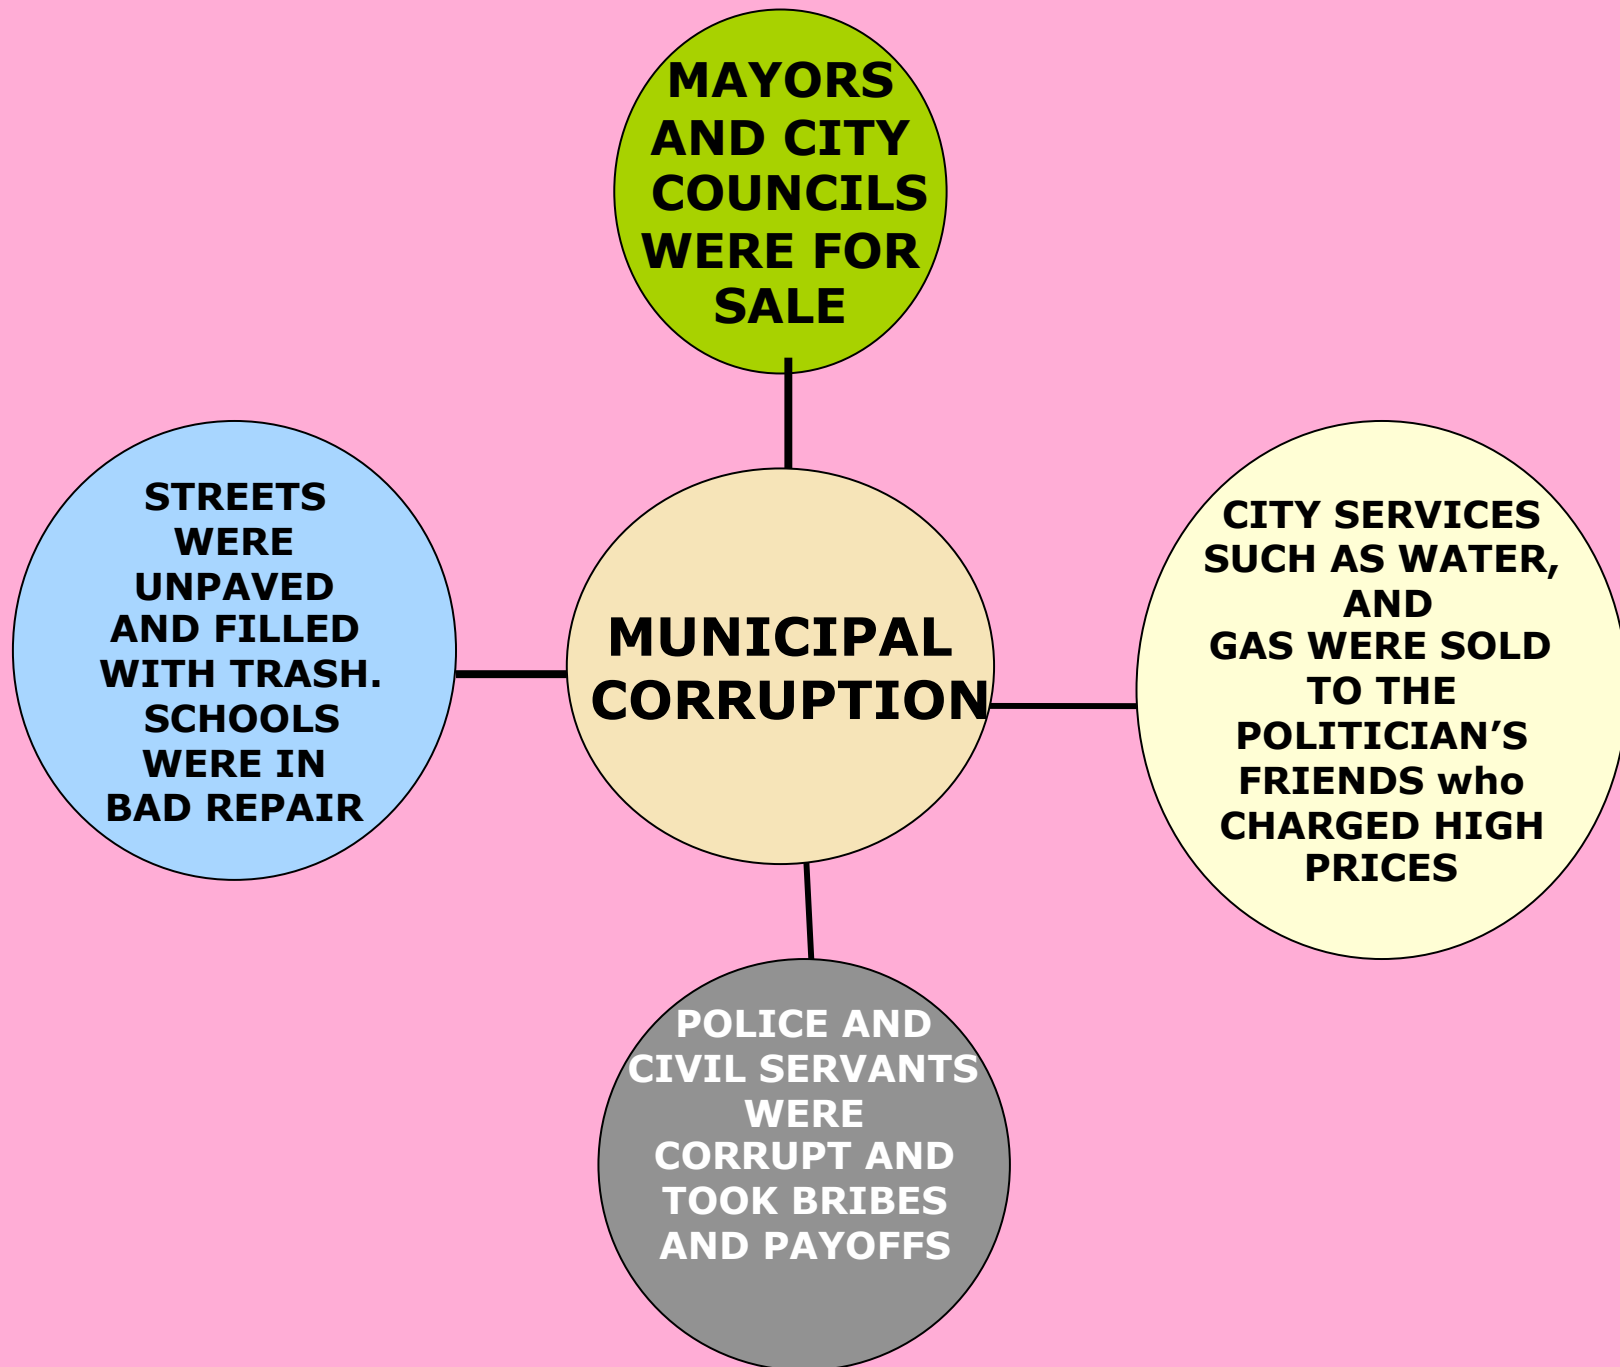 MAYORS
AND CITY
COUNCILS
WERE FOR
SALE
STREETS
WERE
UNPAVED
AND FILLED
WITH TRASH.
SCHOOLS
WERE IN
BAD REPAIR
MUNICIPAL
CORRUPTION
CITY SERVICES
SUCH AS WATER,
AND
GAS WERE SOLD
TO THE
POLITICIAN’S
FRIENDS who
CHARGED HIGH
PRICES
POLICE AND
CIVIL SERVANTS
WERE
CORRUPT AND
TOOK BRIBES
AND PAYOFFS